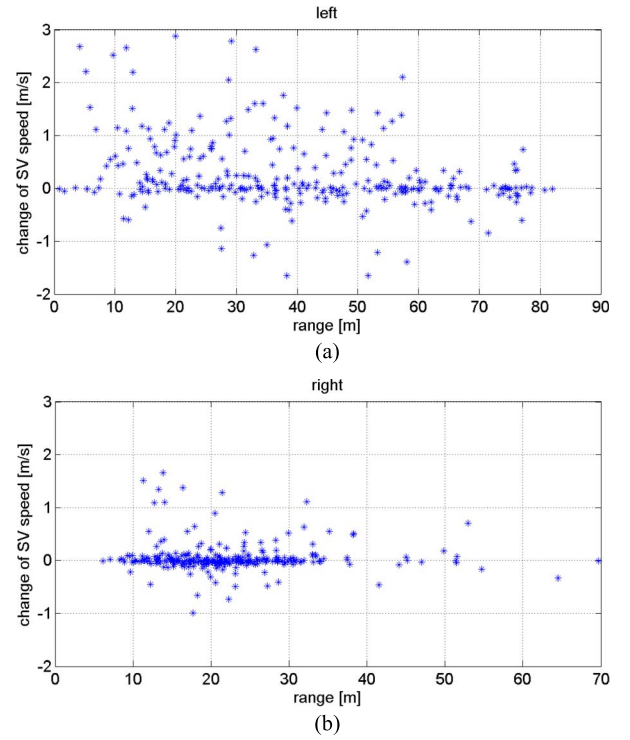 left
change of SV speed [m/s]
3
2
1
0
-1
-2
0 10 20 30 40 50 60 70 80 90
range [m]
(a)
right
change of SV speed [m/s]
3
2
1
0
-1
-2
0 10 20 30 40 50 60 70
range [m]
(b)